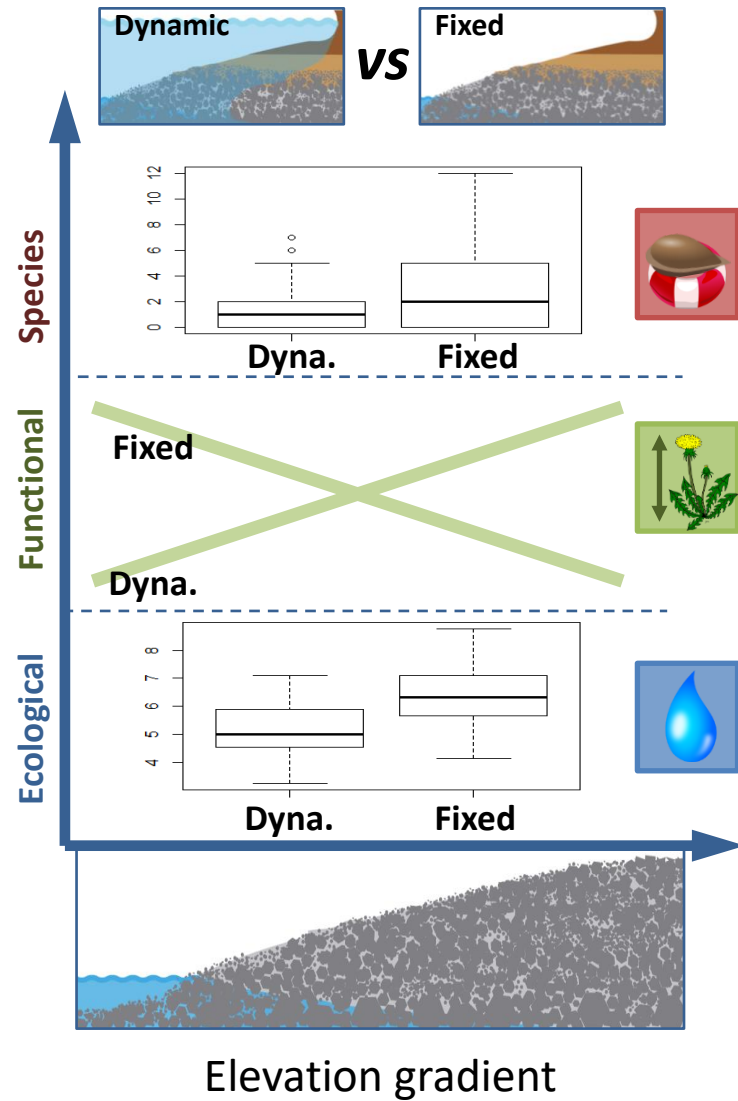 Dynamic
vs
Fixed
Species
12
10
8
6
4
2
0
Dyna.
Fixed
Functional
Fixed
Dyna.
Ecological
8
7
6
5
4
Dyna.
Fixed
Elevation gradient